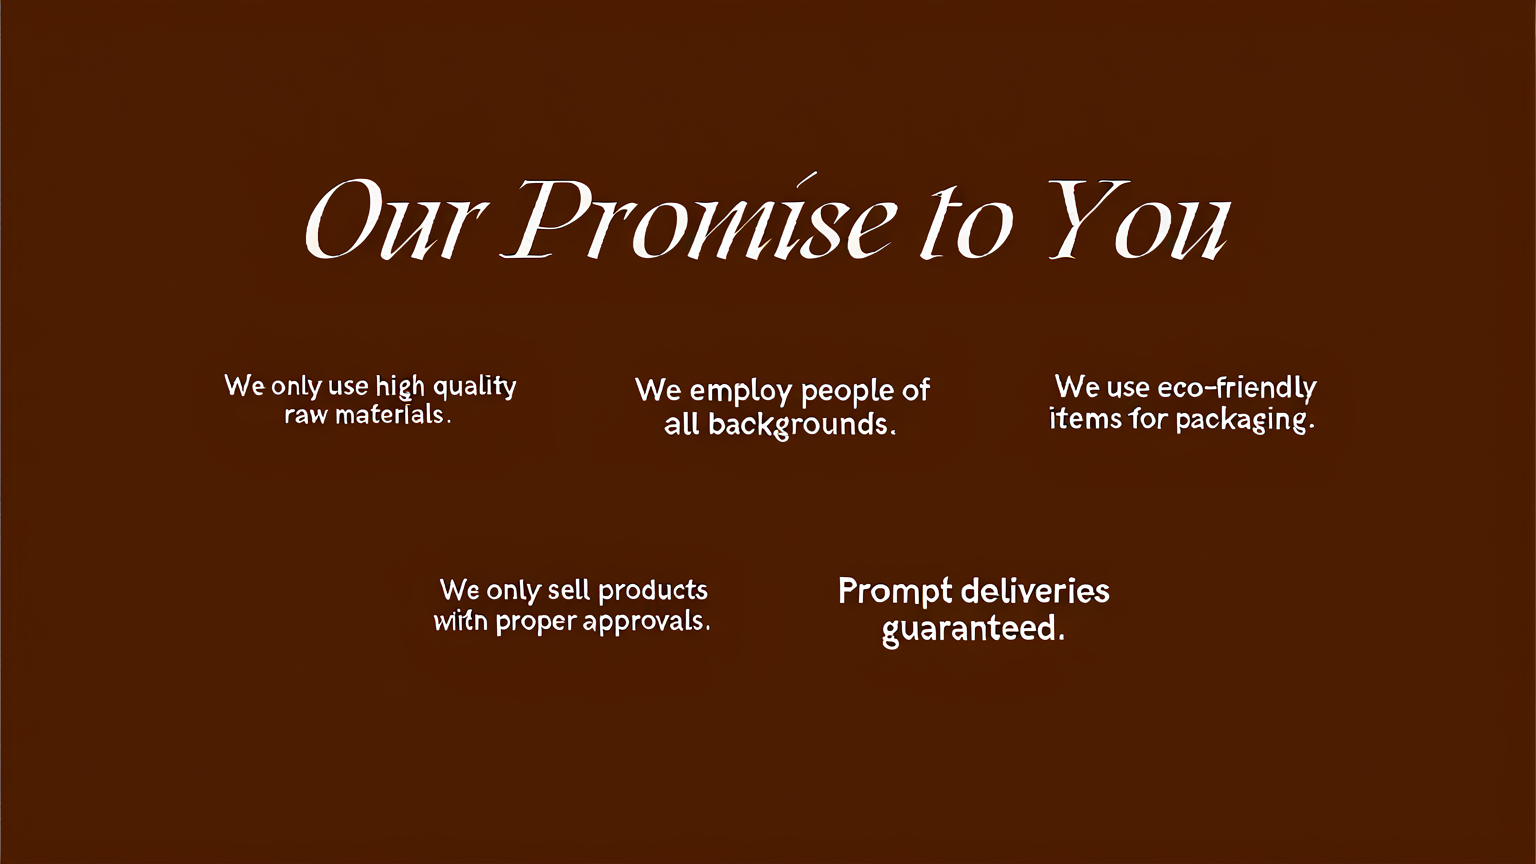 Our Promise to You
We only use high quality
raw materials.
We employ people of
all backgrounds.
We use eco-friendly
items for packaging.
We only sell products
with proper approvals.
Prompt deliveries
guaranteed.